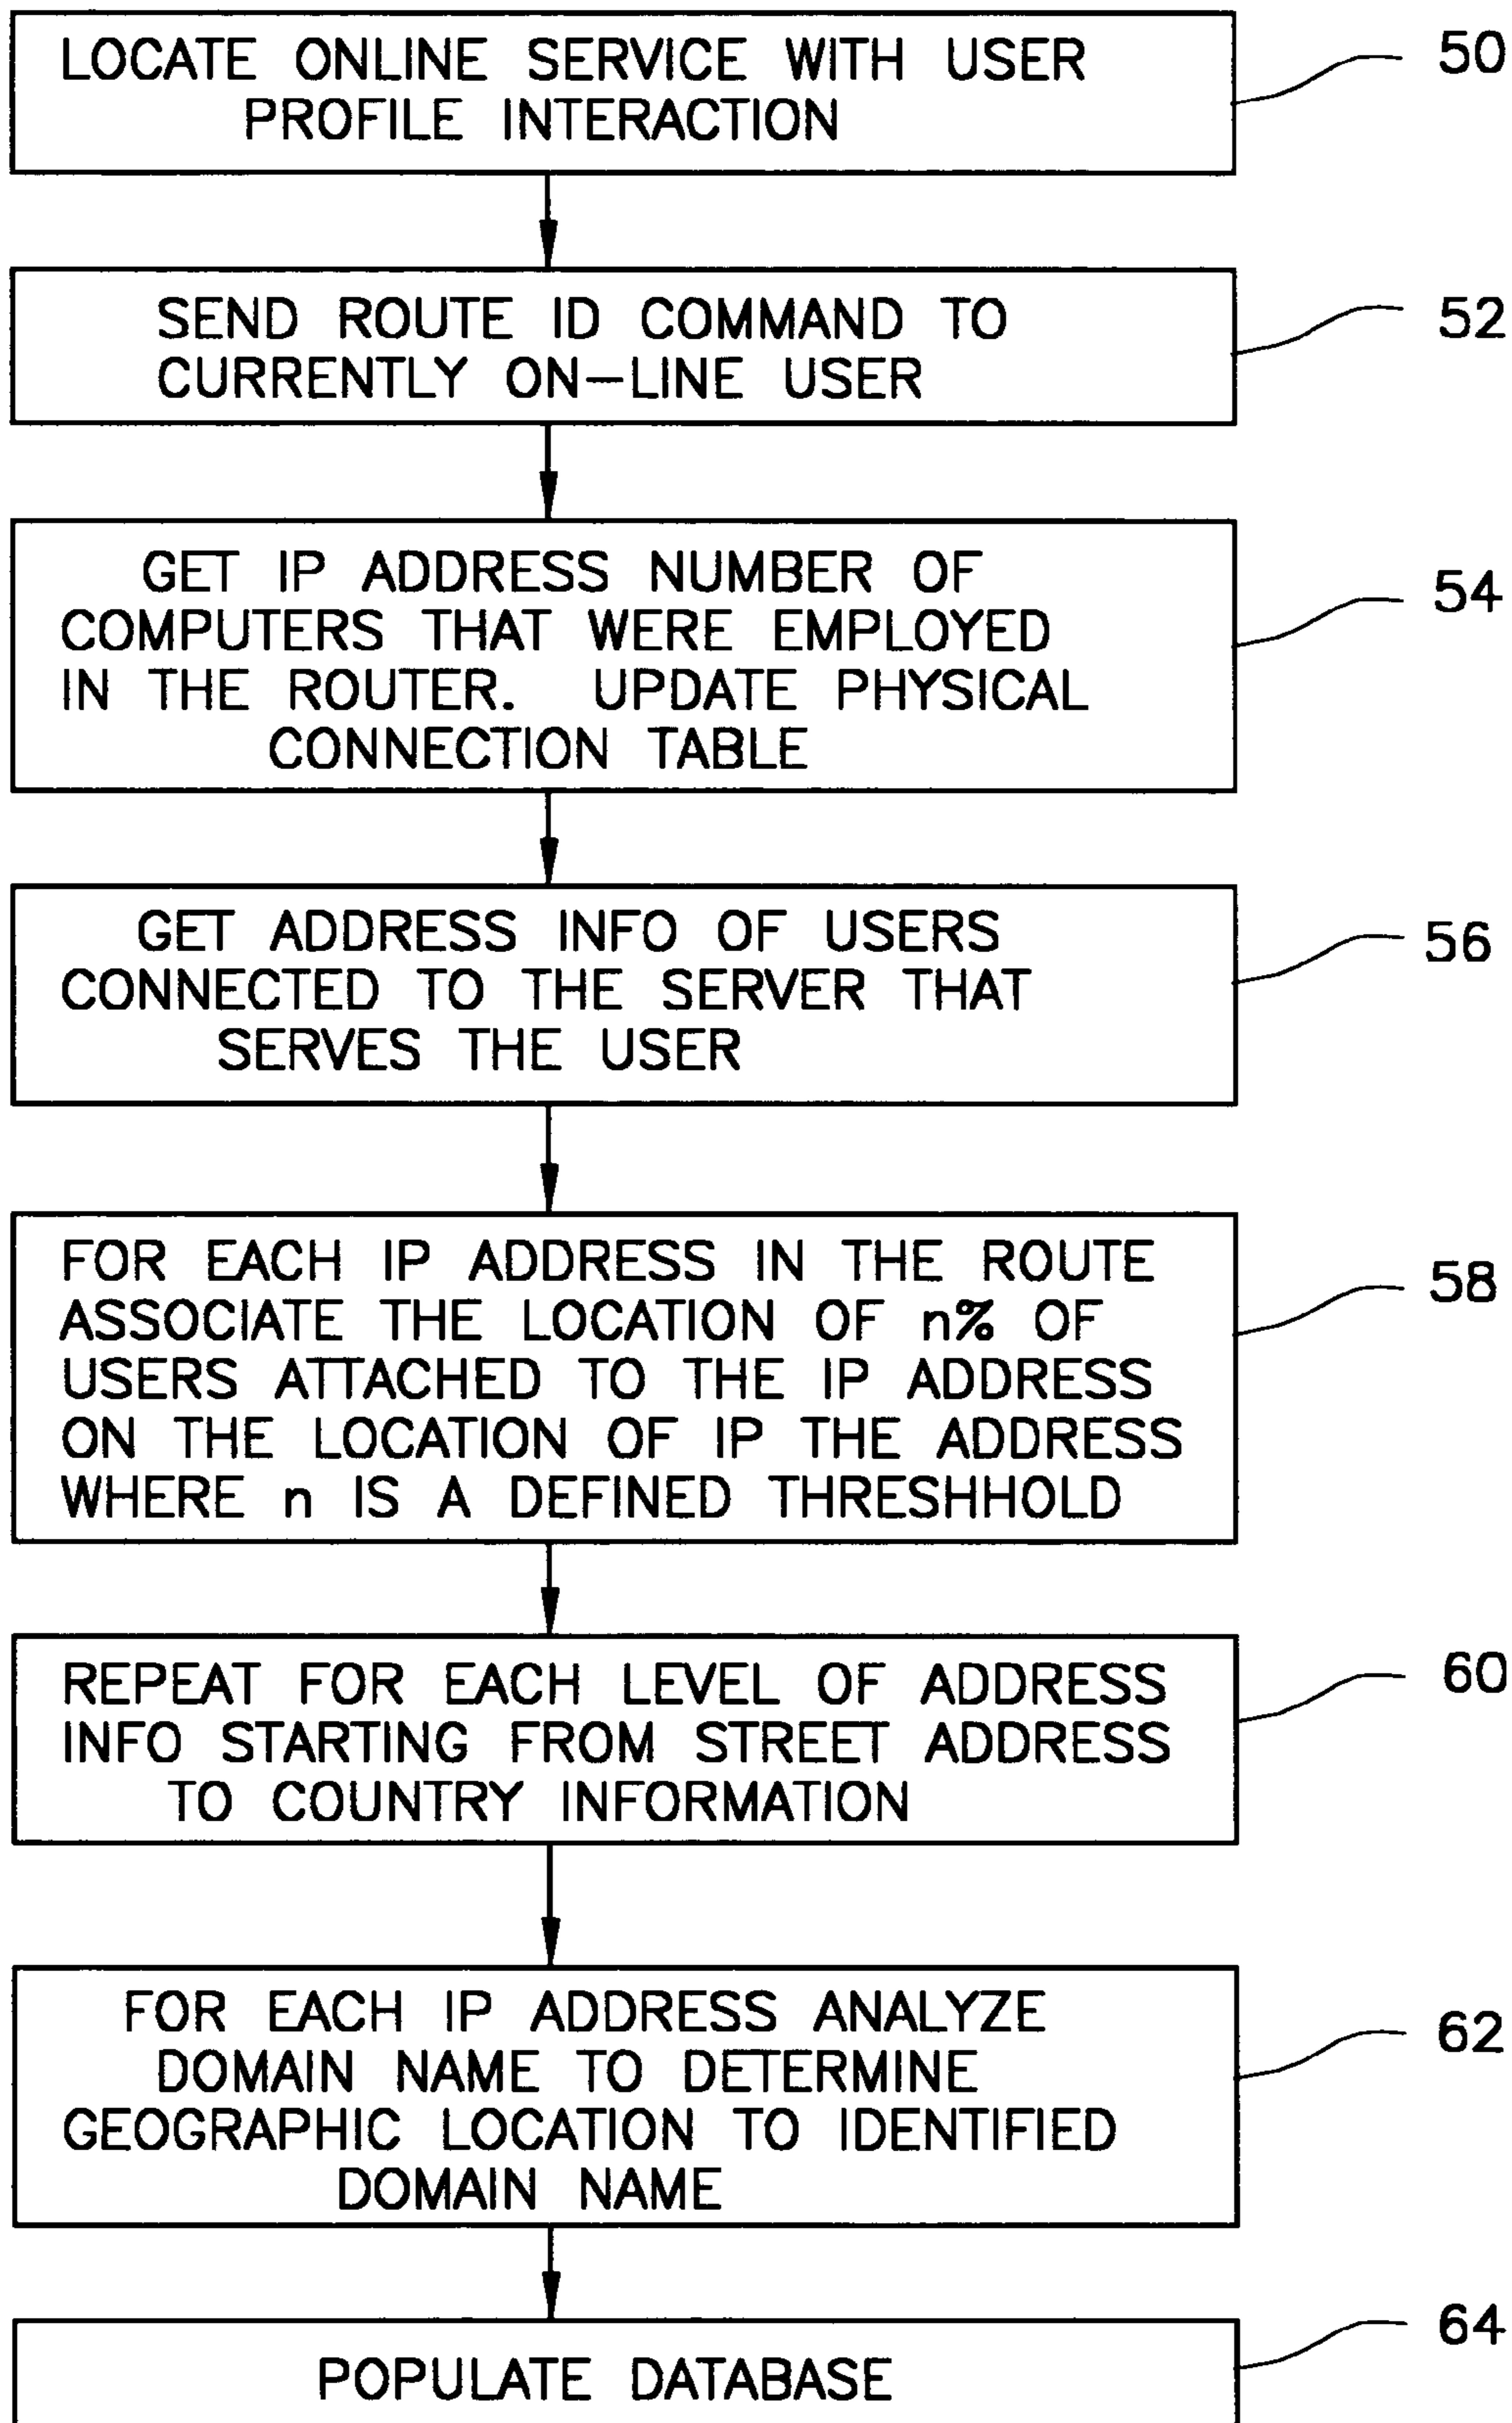 LOCATE ONLINE SERVICE WITH USER
PROFILE INTERACTION
50
SEND ROUTE ID COMMAND TO
CURRENTLY ON-LINE USER
52
GET IP ADDRESS NUMBER OF
COMPUTERS THAT WERE EMPLOYED
IN THE ROUTER. UPDATE PHYSICAL
CONNECTION TABLE
54
GET ADDRESS INFO OF USERS
CONNECTED TO THE SERVER THAT
SERVES THE USER
56
FOR EACH IP ADDRESS IN THE ROUTE
ASSOCIATE THE LOCATION OF n% OF
USERS ATTACHED TO THE IP ADDRESS
ON THE LOCATION OF IP THE ADDRESS
WHERE n IS A DEFINED THRESHHOLD
58
REPEAT FOR EACH LEVEL OF ADDRESS
INFO STARTING FROM STREET ADDRESS
TO COUNTRY INFORMATION
60
FOR EACH IP ADDRESS ANALYZE
DOMAIN NAME TO DETERMINE
GEOGRAPHIC LOCATION TO IDENTIFIED
DOMAIN NAME
62
POPULATE DATABASE
64